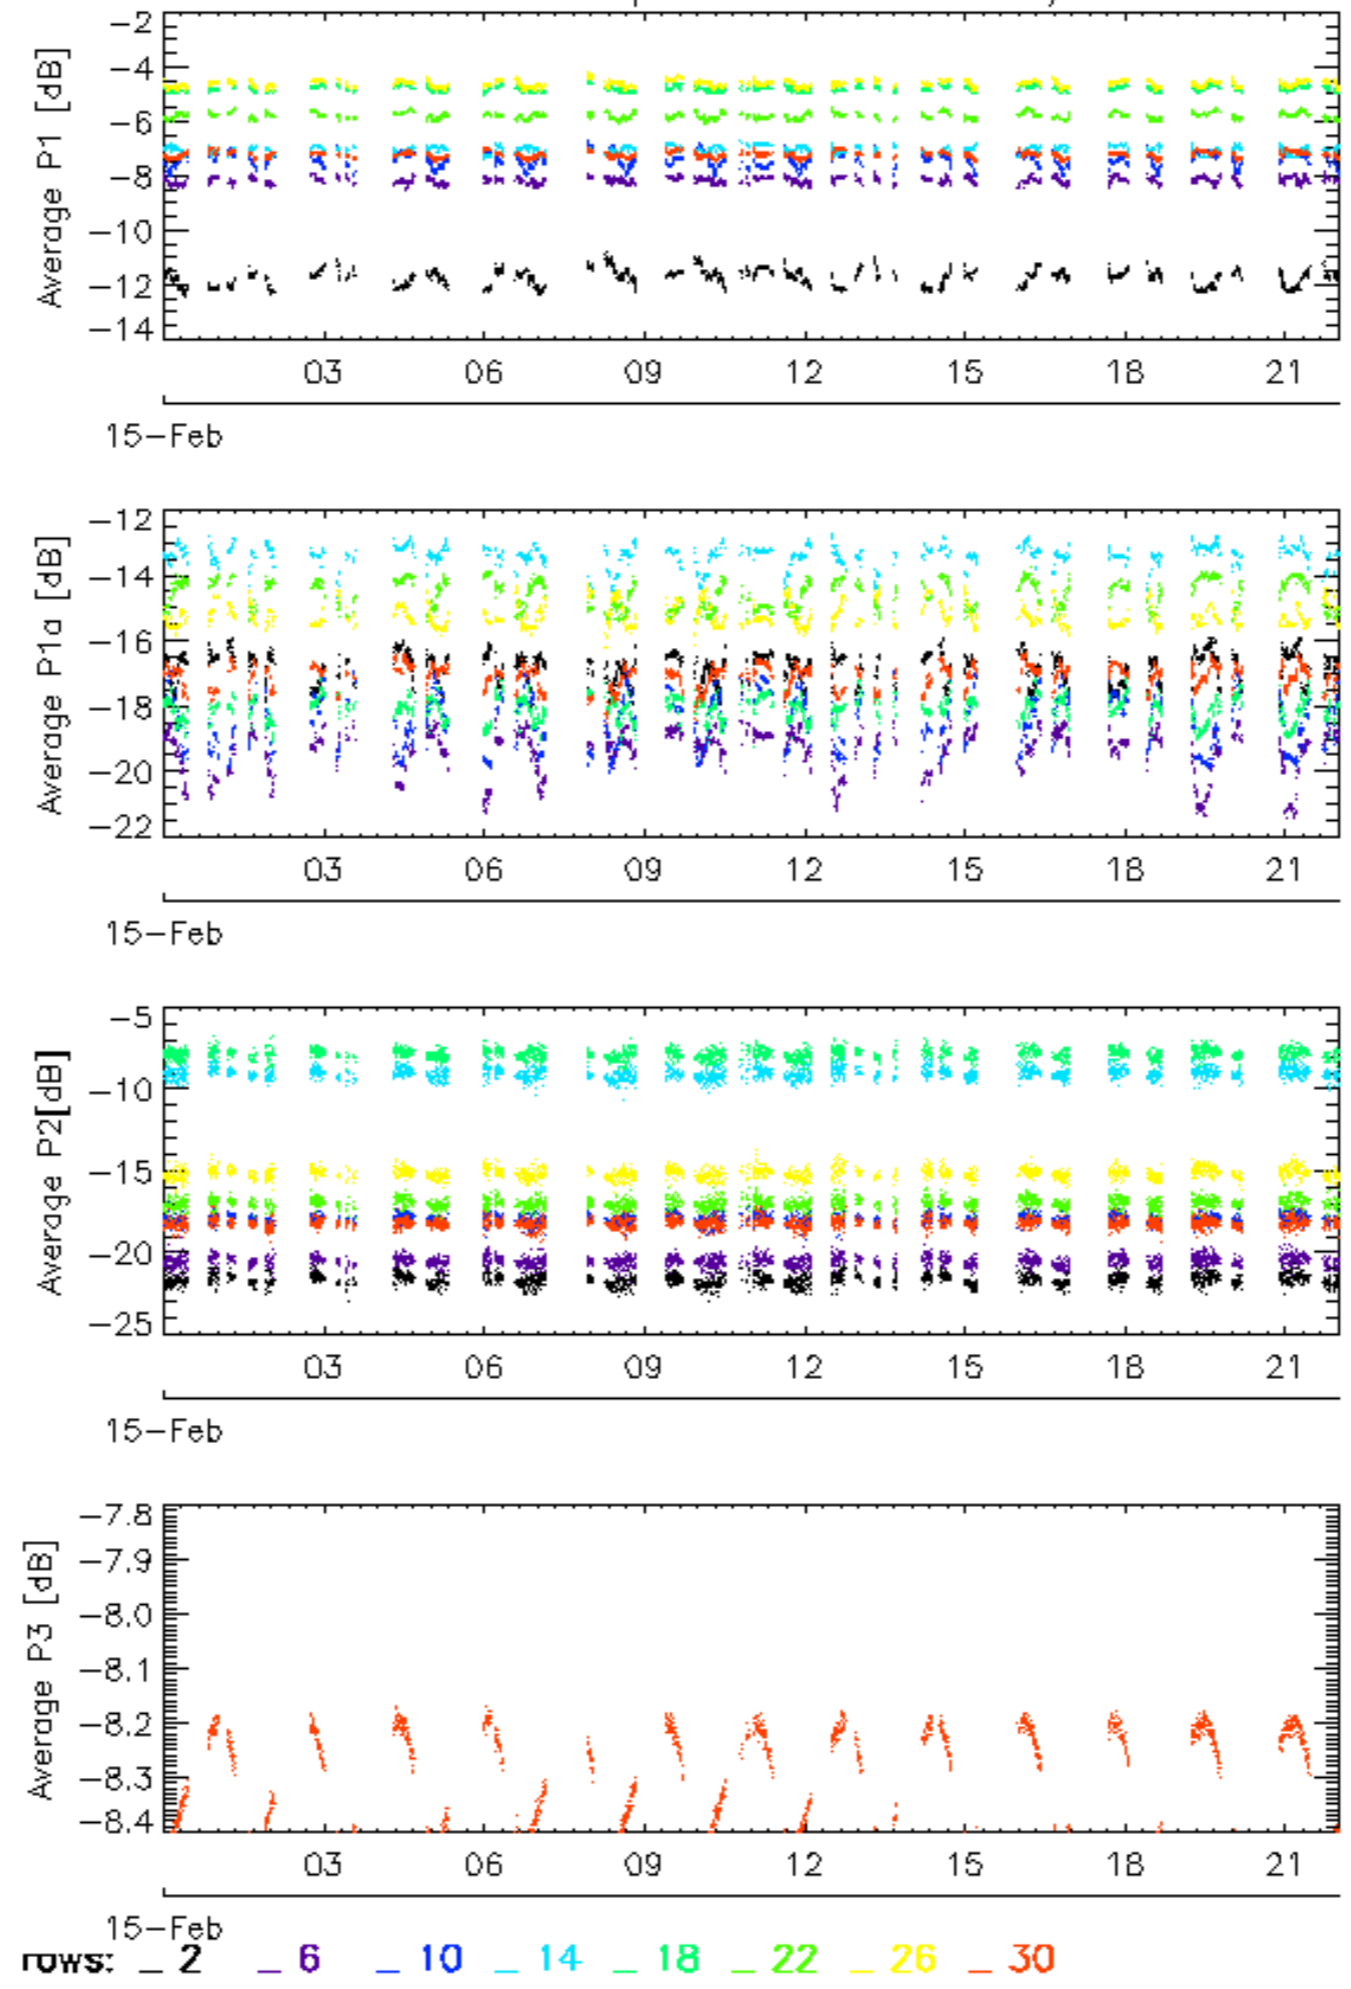 Average P1 [dB]
−2
−4
−6
−8
−10
−12
−14
03 06 09 12 15 18 21
15−Feb
Average P1a [dB]
−12
−14
−16
−18
−20
−22
03 06 09 12 15 18 21
15−Feb
Average P2[dB]
−5
−10
−15
−20
−25
03 06 09 12 15 18 21
15−Feb
Average P3 [dB]
−7.8
−7.9
−8.0
−8.1
−8.2
−8.3
−8.4
03 06 09 12 15 18 21
15−Feb
rows: _ 2 _ 6 _ 10 _ 14 _ 18 _ 22 _ 26 _ 30